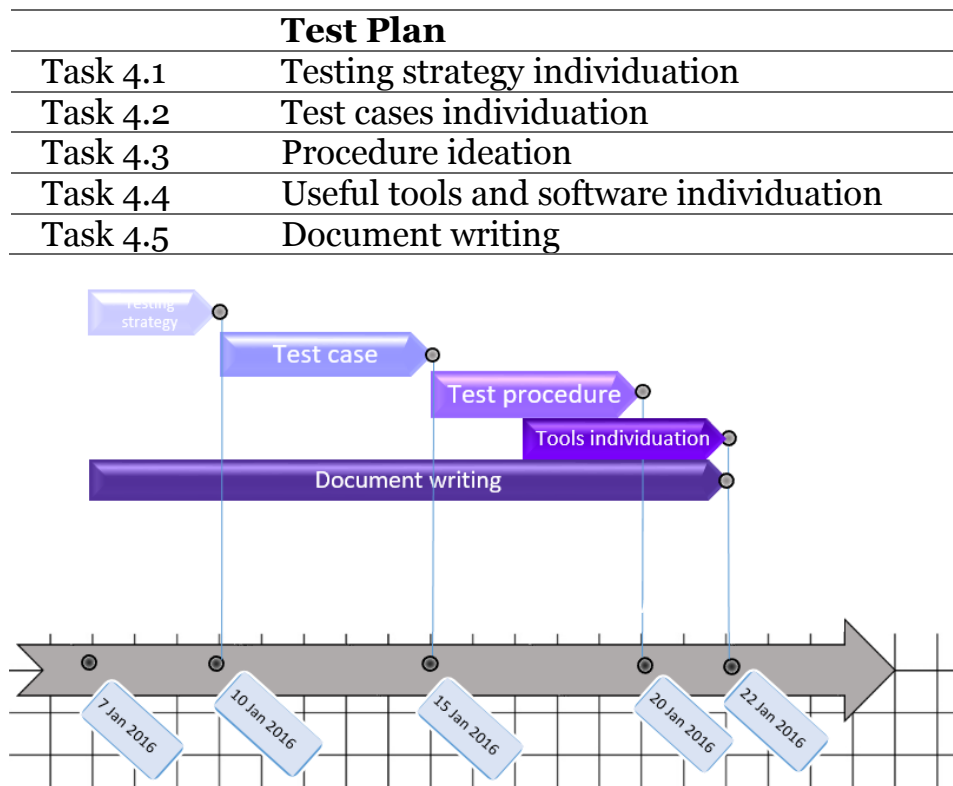 Test Plan
Task 4.1 Testing strategy individuation
Task 4.2 Test cases individuation
Task 4.3 Procedure ideation
Task 4.4 Useful tools and software individuation
Task 4.5 Document writing
Testing
strategy
Test case
Test procedure
Tools individuation
Document writing
7 Jan 2016
10 Jan 2016
15 Jan 2016
20 Jan 2016
22 Jan 2016